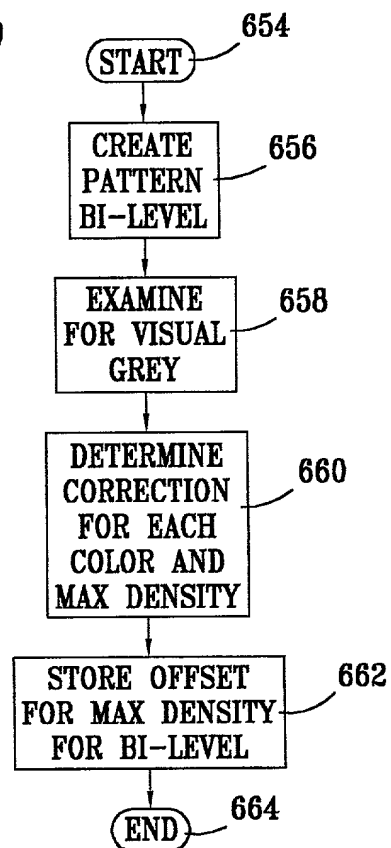 START
654
CREATE
PATTERN
BI-LEVEL
656
EXAMINE
FOR VISUAL
GREY
658
DETERMINE
CORRECTION
FOR EACH
COLOR AND
MAX DENSITY
660
STORE OFFSET
FOR MAX DENSITY
FOR BI-LEVEL
662
END
664